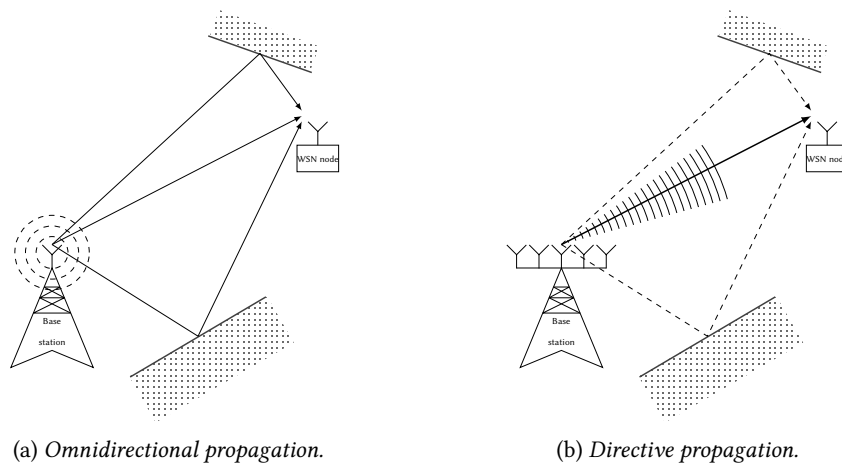 WSN node
Base
station
(a) Omnidirectional propagation.
WSN node
Base
station
(b) Directive propagation.